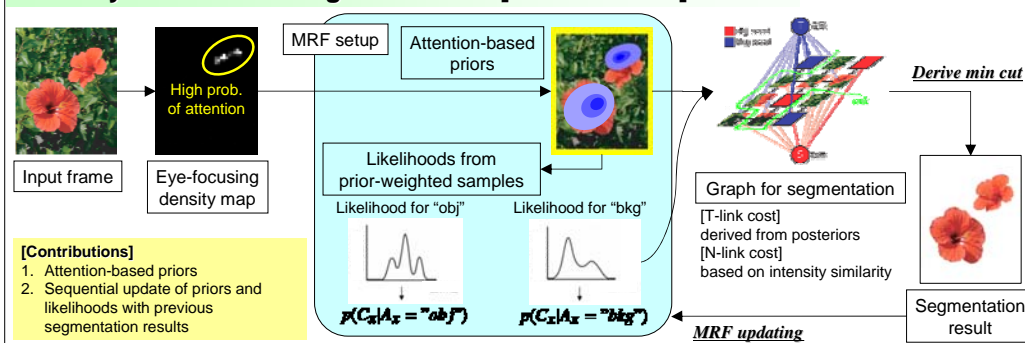 MRF setup
Attention-based
priors
High prob.
of attention
Derive min cut
Input frame
Eye-focusing
density map
Likelihoods from
prior-weighted samples
Graph for segmentation
[T-link cost]
derived from posteriors
[N-link cost]
based on intensity similarity
Likelihood for “obj”
Likelihood for “bkg”
[Contributions]
1. Attention-based priors
2. Sequential update of priors and
likelihoods with previous
segmentation results
p(Cx|Ax = ”obj”)
p(Cx|Ax = ”bkg”)
Segmentation
result
MRF updating